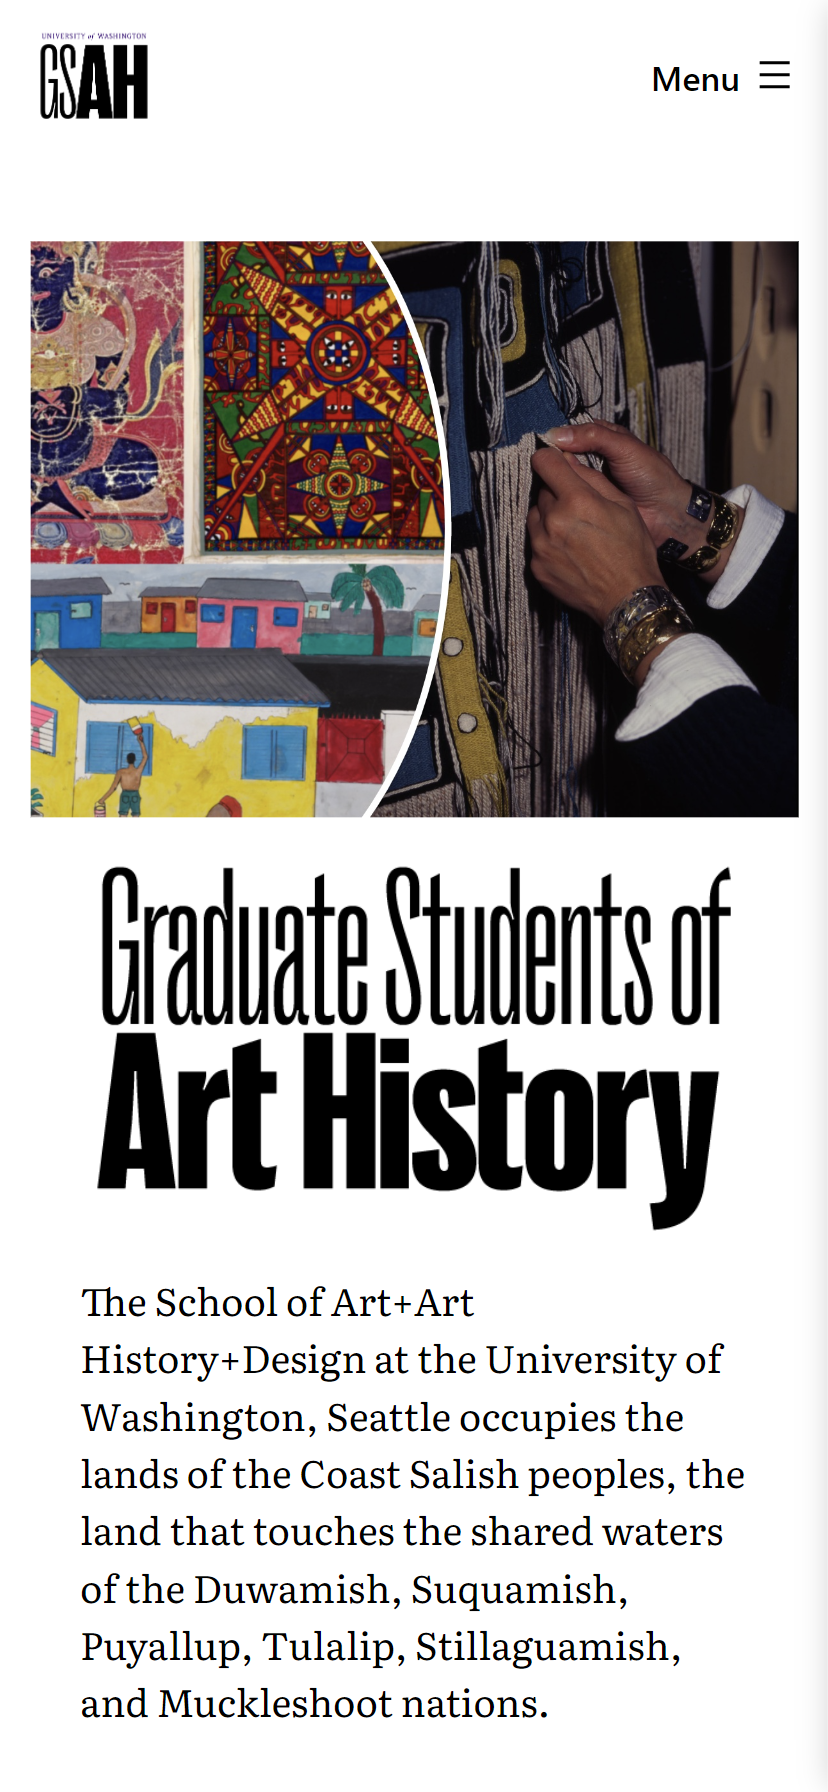 UNIVERSITY of WASHINGTON
GSAH
Menu
Graduate Students of
Art History
The School of Art+Art
History+Design at the University of
Washington, Seattle occupies the
lands of the Coast Salish peoples, the
land that touches the shared waters
of the Duwamish, Suquamish,
Puyallup, Tulalip, Stillaguamish,
and Muckleshoot nations.